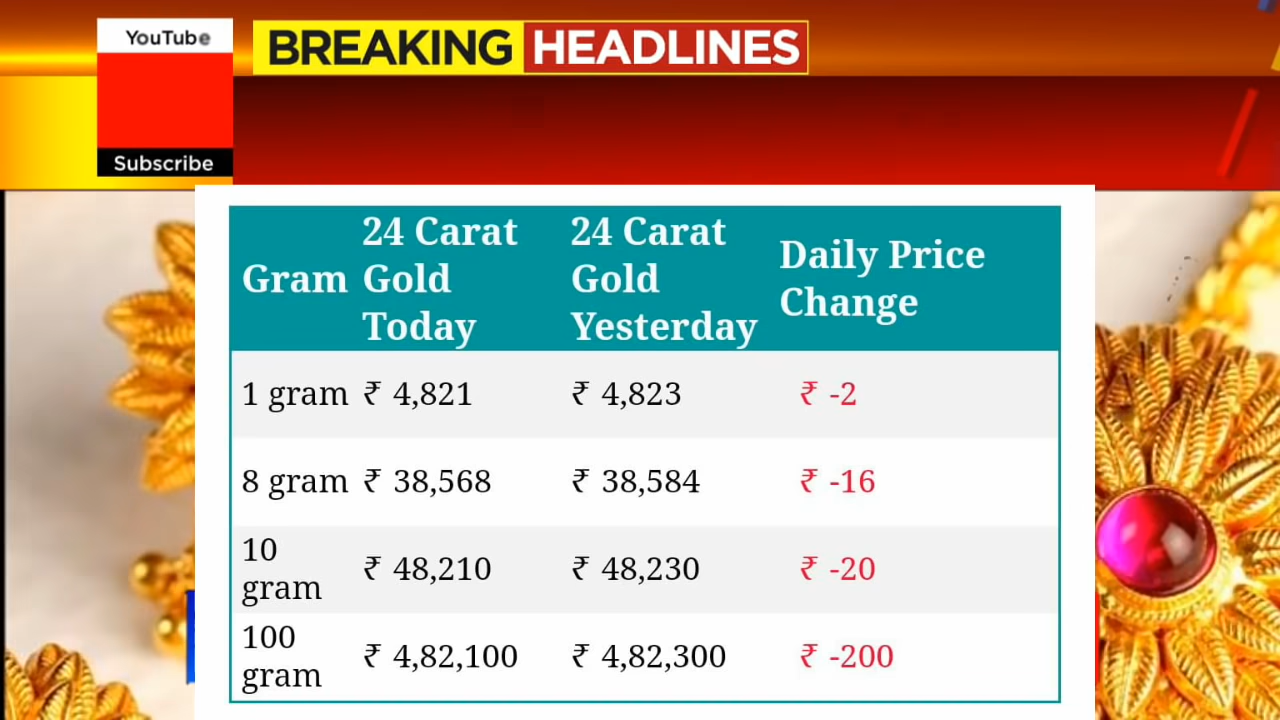 YouTube
Subscribe
BREAKING HEADLINES
Gram
24 Carat
Gold
Today
24 Carat
Gold
Yesterday
Daily Price
Change
1 gram ₹ 4,821 ₹ 4,823 ₹ -2
8 gram ₹ 38,568 ₹ 38,584 ₹ -16
10
gram ₹ 48,210 ₹ 48,230 ₹ -20
100
gram ₹ 4,82,100 ₹ 4,82,300 ₹ -200